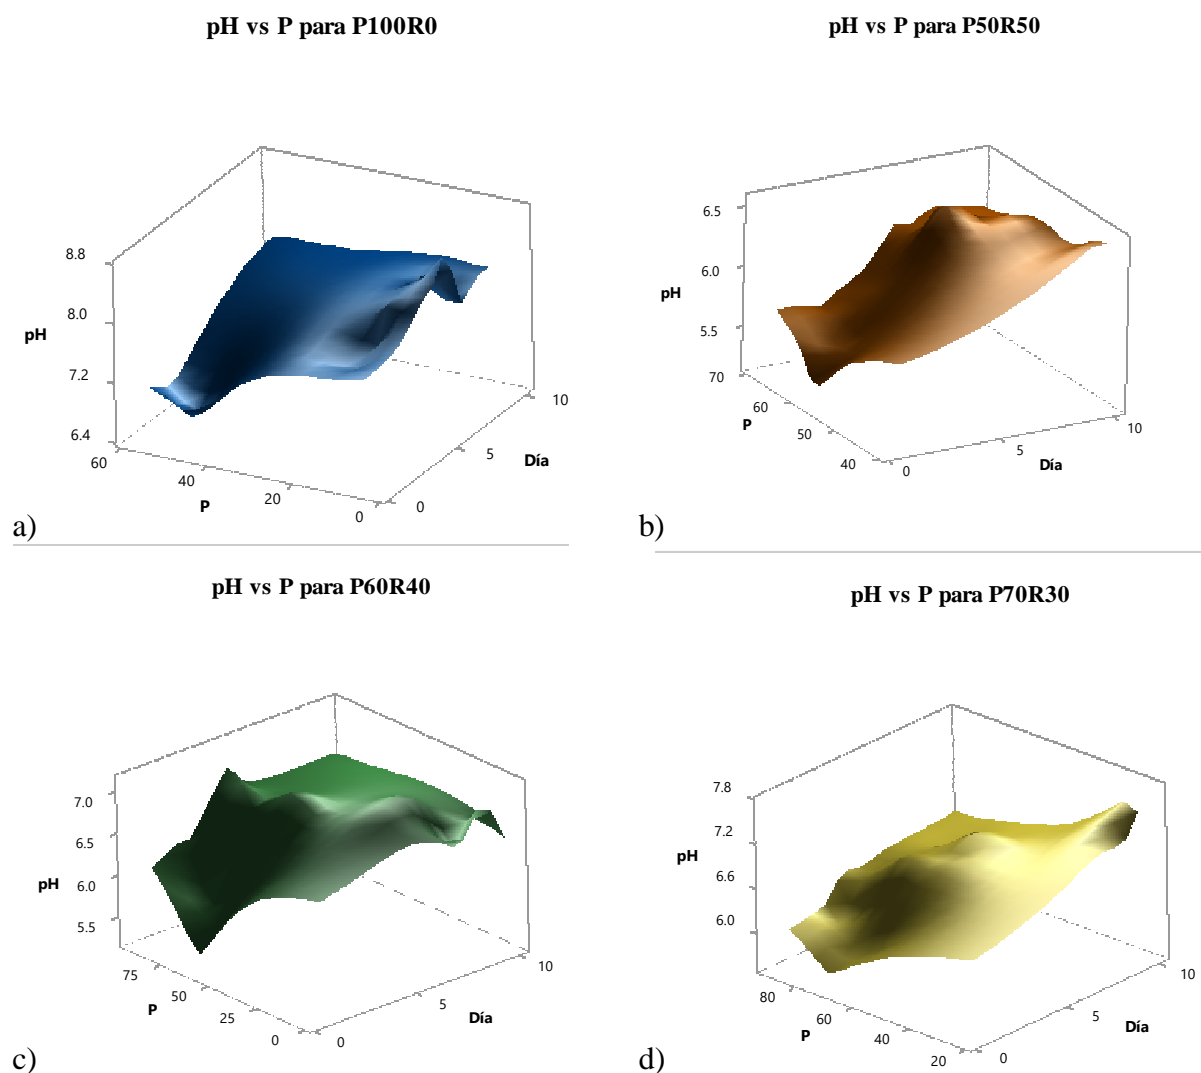 pH vs P para P100R0
8.8
8.0
pH
7.2
6.4
60
40
P
20
0
0
5
Día
10
a)
pH vs P para P50R50
6.5
6.0
pH
5.5
70
60
P
50
40
0
5
Día
10
b)
pH vs P para P60R40
7.0
6.5
pH
6.0
5.5
75
50
P
25
0
0
5
Día
10
c)
pH vs P para P70R30
7.8
7.2
pH
6.6
6.0
80
60
P
40
20
0
5
Día
10
d)